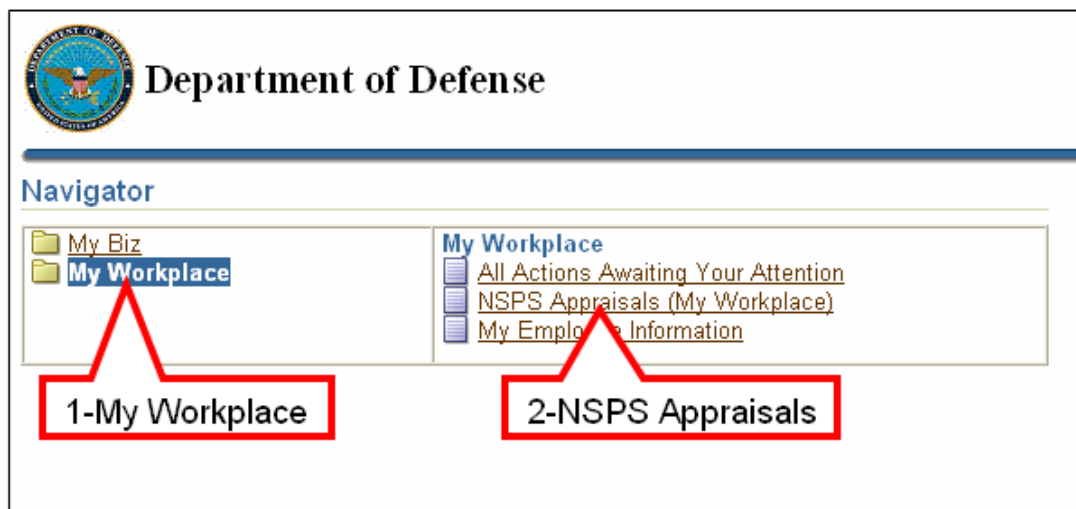 Department of Defense
Navigator
My Biz
My Workplace
My Workplace
All Actions Awaiting Your Attention
NSPS Appraisals (My Workplace)
My Employee Information
1-My Workplace
2-NSPS Appraisals